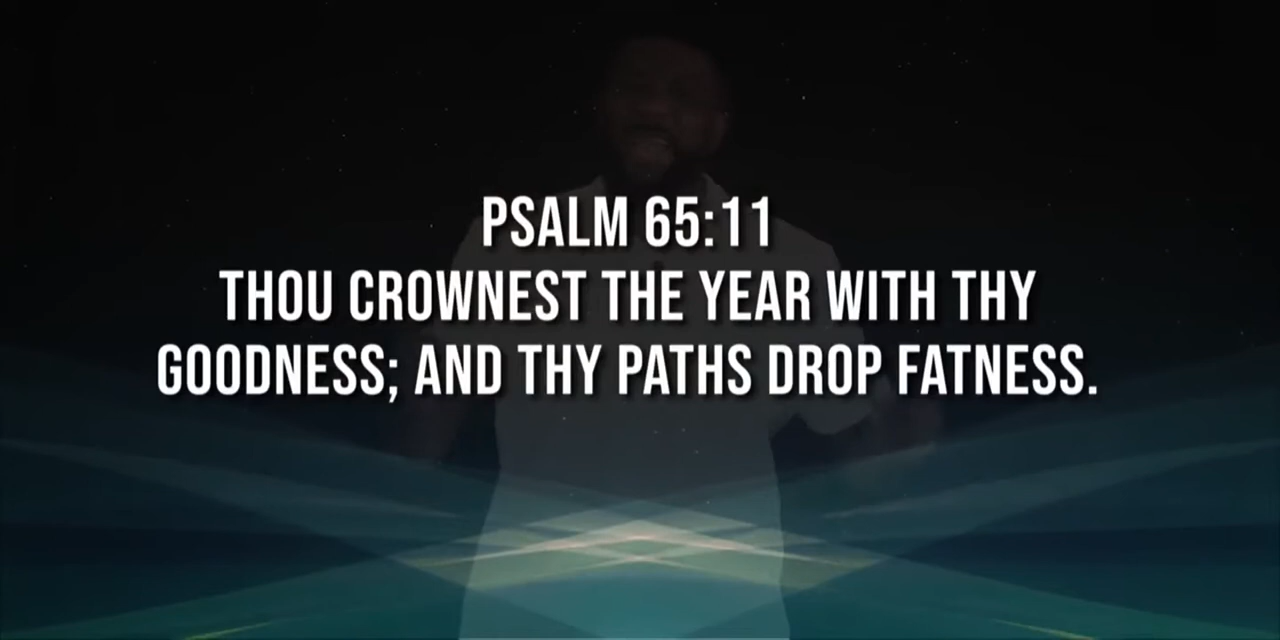 PSALM 65:11
THOU CROWNEST THE YEAR WITH THY
GOODNESS; AND THY PATHS DROP FATNESS.